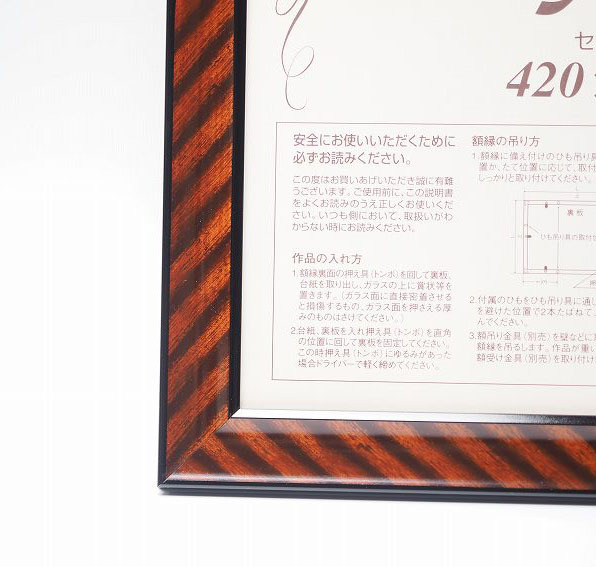 セ
420
安全にお使いいただくために
必ずお読みください。
この度はお買いあげいただき誠に有難
うございます。ご使用前に、この説明書
をよくお読みのうえ正しくお使いくだ
さい。いつも側において、取扱いがわ
からない時にお読みください。
作品の入れ方
1.額縁裏面の押え具(トンボ)を回して裏板、
台紙を取り出し、ガラスの上に賞状等を
置きます。(ガラス面に直接密着させる
と損傷するもの、ガラス面を押さえる厚
みのものはさけてください。)
2.台紙、裏板を入れ押え具(トンボ)を直角
の位置に回して裏板を固定してください。
この時押え具(トンボ)にゆるみがあった
場合ドライバーで軽く締めてください。
額縁の吊り方
1.額縁に備え付けのひも吊り具
置か、たて位置に応じて、取付
しっかりと取り付けてください。
裏板
ひも吊り具の取付位
押
2.付属のひもをひも吊り具に通し
を避けた位置で2本たばねて、
んでください。
3.額吊り金具(別売)を壁などに
額縁を吊るします。作品が重い
額受け金具(別売)を取り付け